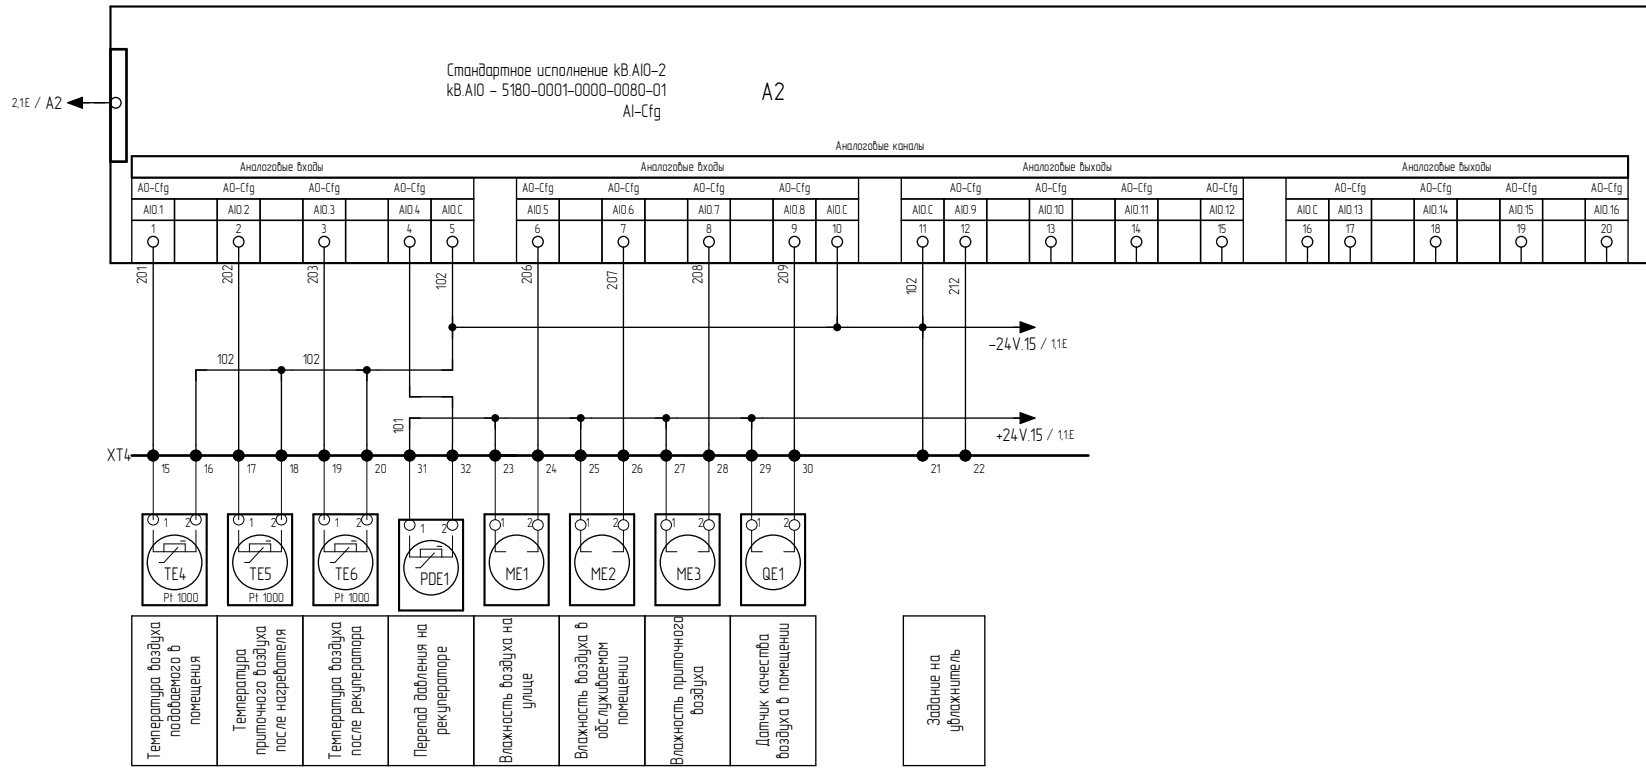 Стандартное исполнение kB.AIO-2
kB.AIO - 5180-0001-0000-0080-01
AI-Cfg
A2
2.1:E / A2
Аналоговые каналы
Аналоговые входы Аналоговые входы Аналоговые выходы Аналоговые выходы
AO-Cfg AO-Cfg AO-Cfg AO-Cfg AO-Cfg AO-Cfg AO-Cfg AO-Cfg AO-Cfg AO-Cfg AO-Cfg AO-Cfg AO-Cfg AO-Cfg AO-Cfg AO-Cfg
AIO.1 AIO.2 AIO.3 AIO.4 AIO.C AIO.5 AIO.6 AIO.7 AIO.8 AIO.C AIO.C AIO.9 AIO.10 AIO.11 AIO.12 AIO.C AIO.13 AIO.14 AIO.15 AIO.16
1 2 3 4 5 6 7 8 9 10 11 12 13 14 15 16 17 18 19 20
201 202 203 102 206 207 208 209 102 212
-24V.15 / 1.1:E
102 102
101
+24V.15 / 1.1:E
XT4
15 16 17 18 19 20 31 32 23 24 25 26 27 28 29 30 21 22
1 2 1 2 1 2 1 2 1 2 1 2 1 2 1 2
TE4 TE5 TE6 PDE1 ME1 ME2 ME3 QE1
Pt 1000 Pt 1000 Pt 1000
Температура воздуха
подаваемого в
помещения
Температура
приточного воздуха
после нагревателя
Температура воздуха
после рекуператора
Перепад давления на
рекуператоре
Влажность воздуха на
улице
Влажность воздуха в
обслуживаемом
помещении
Влажность приточного
воздуха
Датчик качества
воздуха в помещении
Задание на
увлажнитель